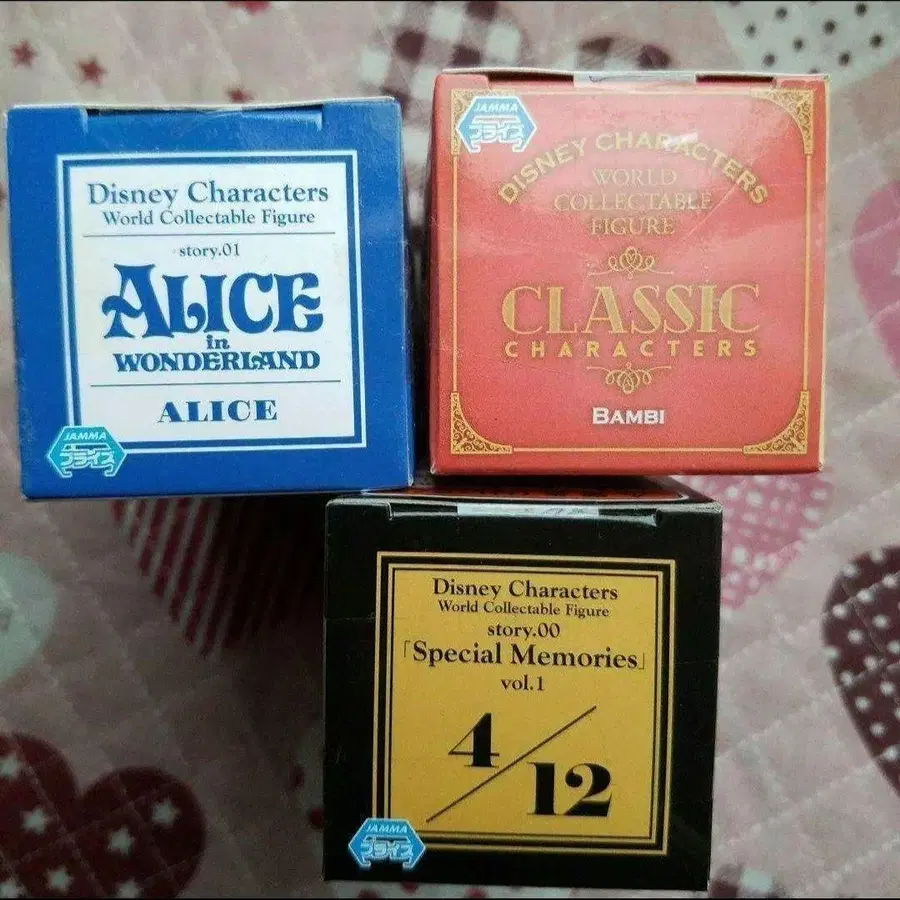 Disney Characters
World Collectable Figure
story.01
ALICE
in
WONDERLAND
ALICE
JAMMA
プライズ
JAMMA
プライズ
DISNEY CHARACTERS
WORLD
COLLECTABLE
FIGURE
CLASSIC
CHARACTERS
BAMBI
Disney Characters
World Collectable Figure
story.00
「Special Memories」
vol.1
4/12
JAMMA
プライズ